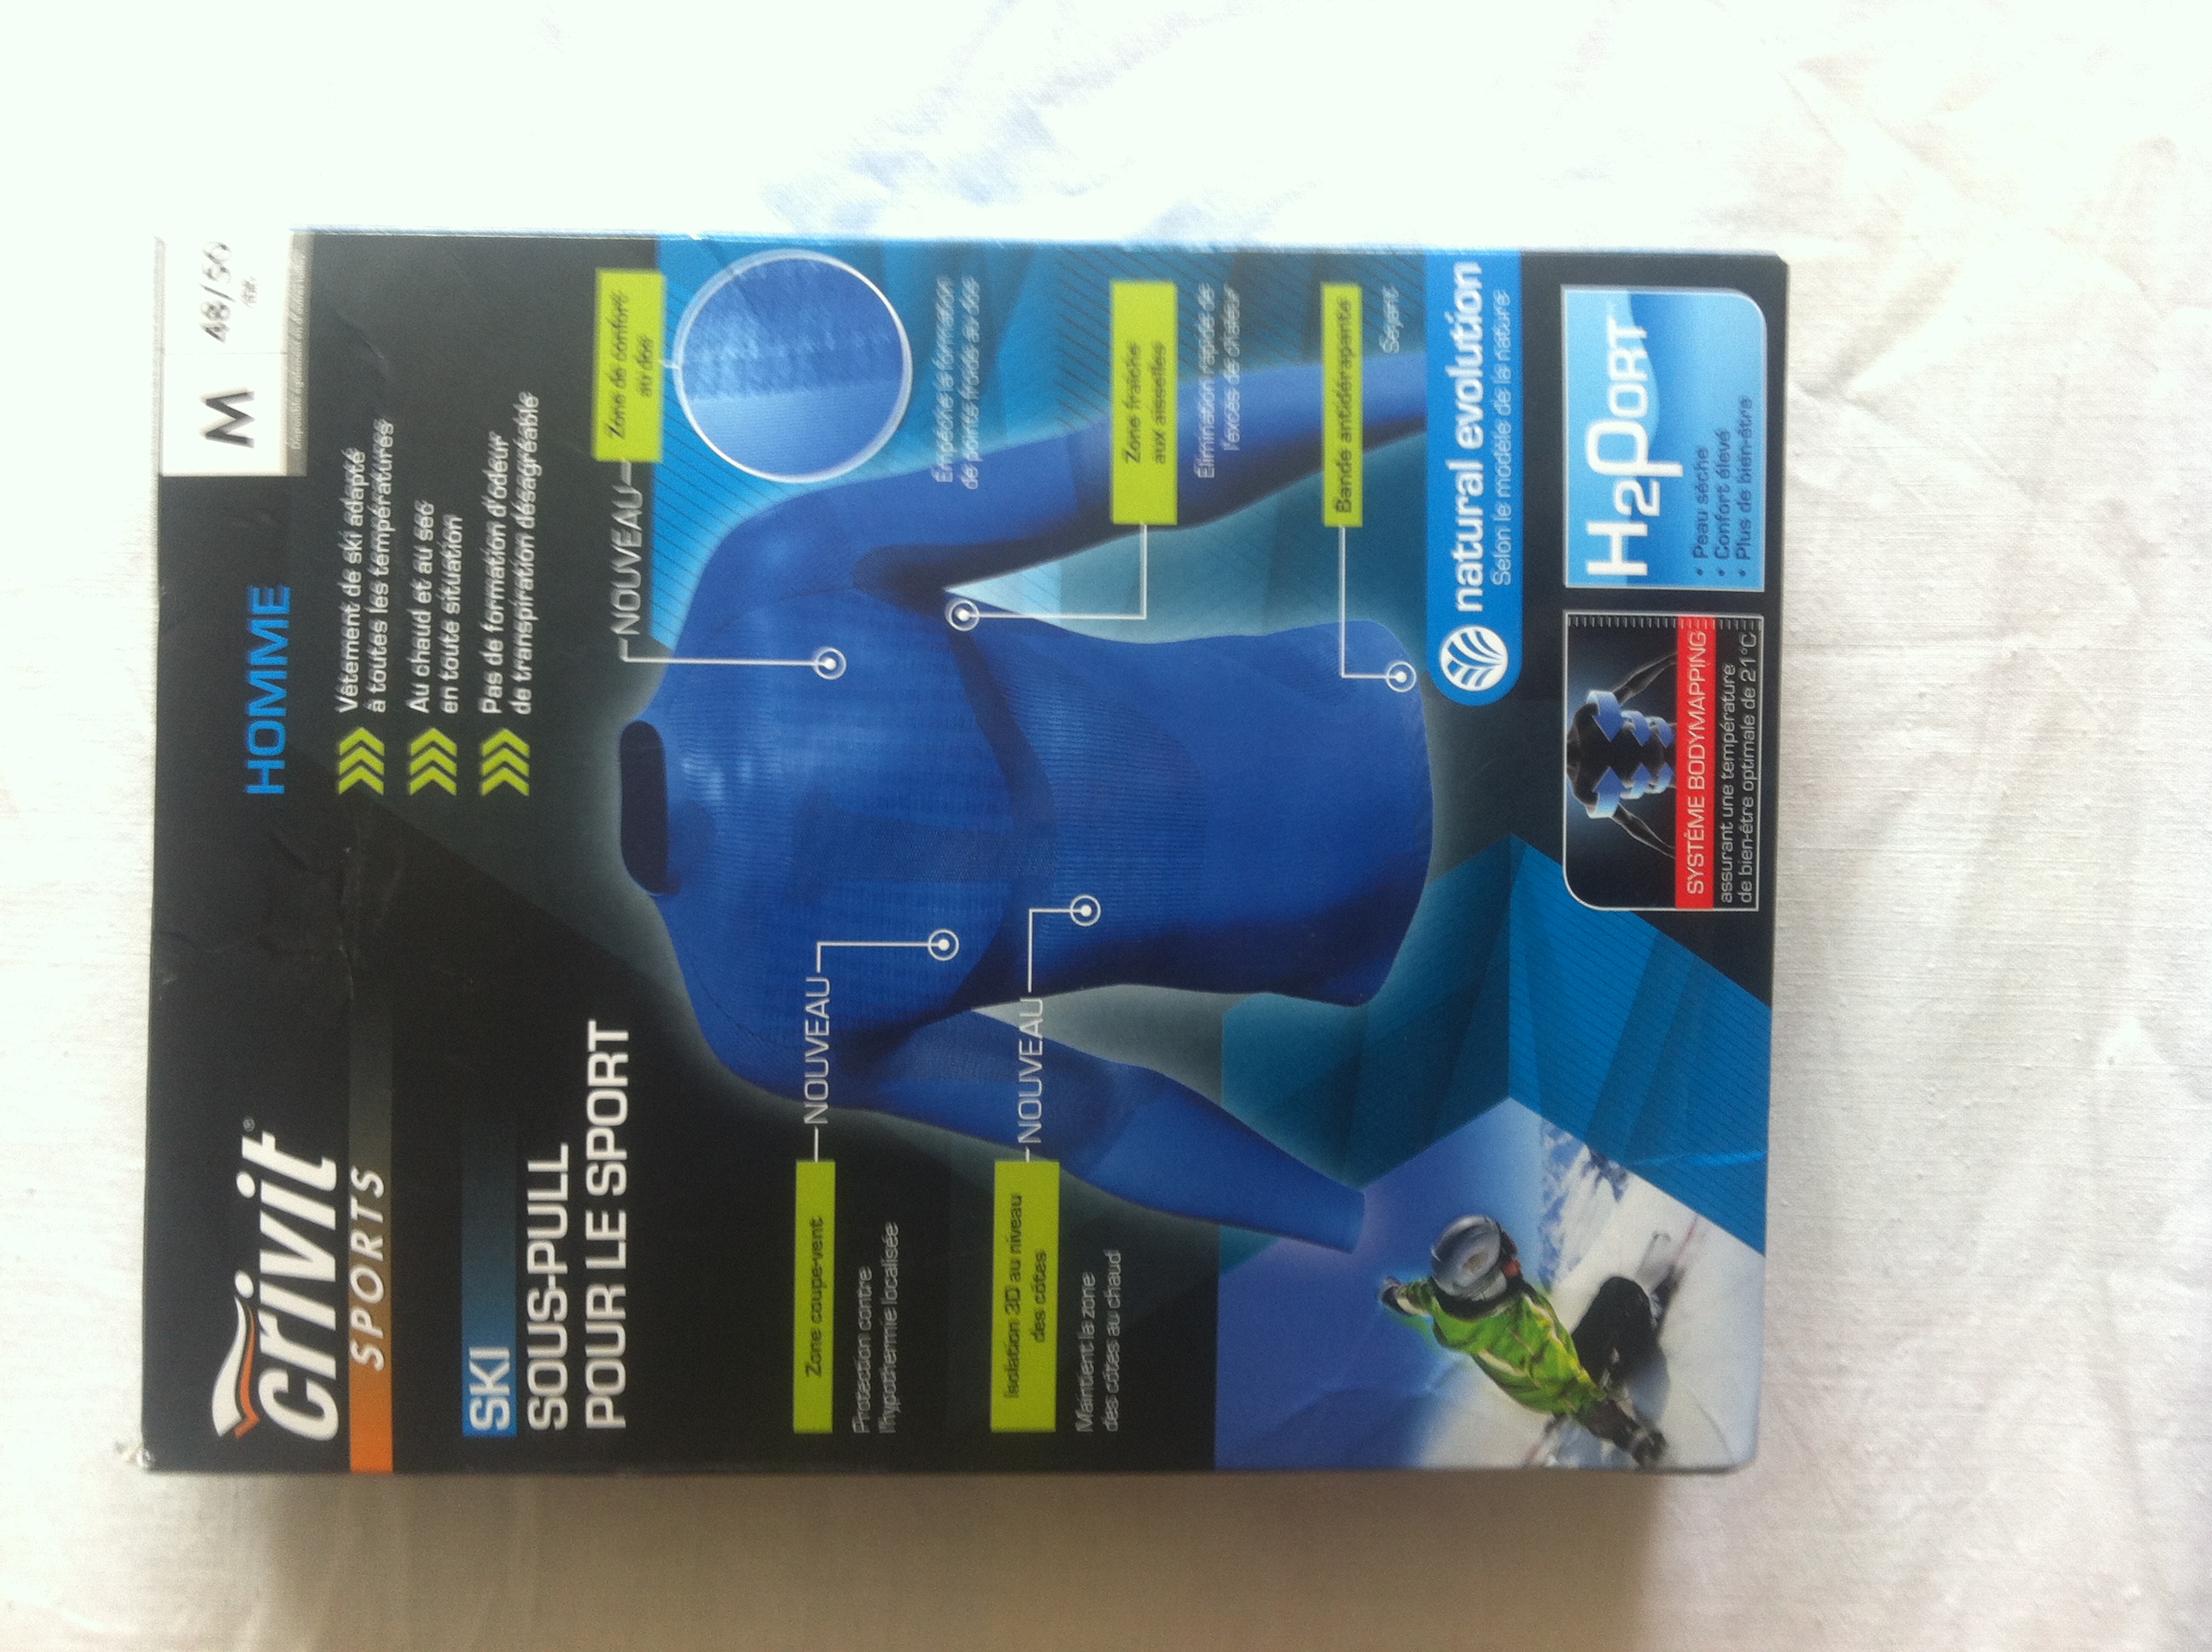 crivit®
SPORTS
M
48/50
Disponible également en d'autres tailles
HOMME
Vêtement de ski adapté
à toutes les températures
Au chaud et au sec
en toute situation
Pas de formation d'odeur
de transpiration désagréable
SKI
SOUS-PULL
POUR LE SPORT
NOUVEAU
Zone de confort
au dos
Empêche la formation
de points froids au dos
Zone coupe-vent
NOUVEAU
Protection contre
l'hypothermie localisée
Isolation 3D au niveau
des côtes
NOUVEAU
Maintient la zone
des côtes au chaud
Zone fraîche
aux aisselles
Élimination rapide de
l'excès de chaleur
Bande antidérapante
Seyant
natural evolution
Selon le modèle de la nature
SYSTÈME BODYMAPPING
assurant une température
de bien-être optimale de 21°C
H2PORT
• Peau sèche
• Confort élevé
• Plus de bien-être